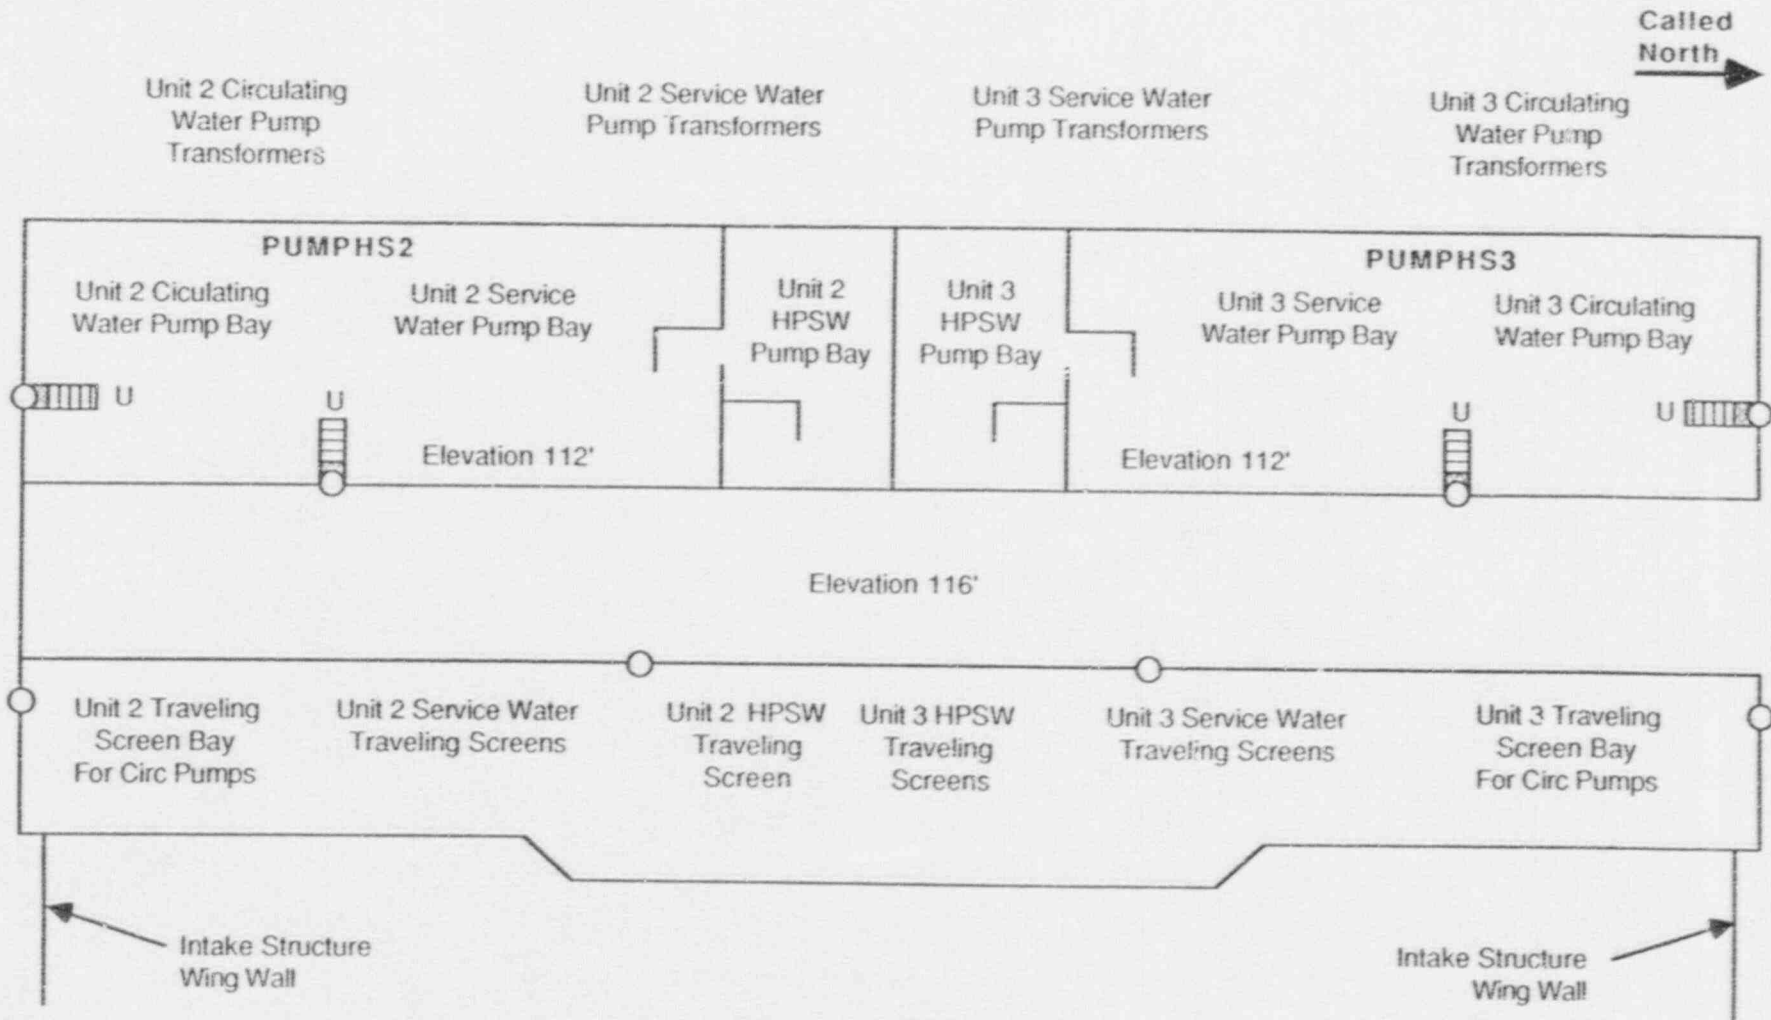 Called
North
Unit 2 Circulating
Water Pump
Transformers
Unit 2 Service Water
Pump Transformers
Unit 3 Service Water
Pump Transformers
Unit 3 Circulating
Water Pump
Transformers
PUMPHS2
Unit 2 Ciculating
Water Pump Bay
Unit 2 Service
Water Pump Bay
Unit 2
HPSW
Pump Bay
Unit 3
HPSW
Pump Bay
PUMPHS3
Unit 3 Service
Water Pump Bay
Unit 3 Circulating
Water Pump Bay
U
U
U
U
Elevation 112'
Elevation 112'
Elevation 116'
Unit 2 Traveling
Screen Bay
For Circ Pumps
Unit 2 Service Water
Traveling Screens
Unit 2 HPSW
Traveling
Screen
Unit 3 HPSW
Traveling
Screens
Unit 3 Service Water
Traveling Screens
Unit 3 Traveling
Screen Bay
For Circ Pumps
Intake Structure
Wing Wall
Intake Structure
Wing Wall